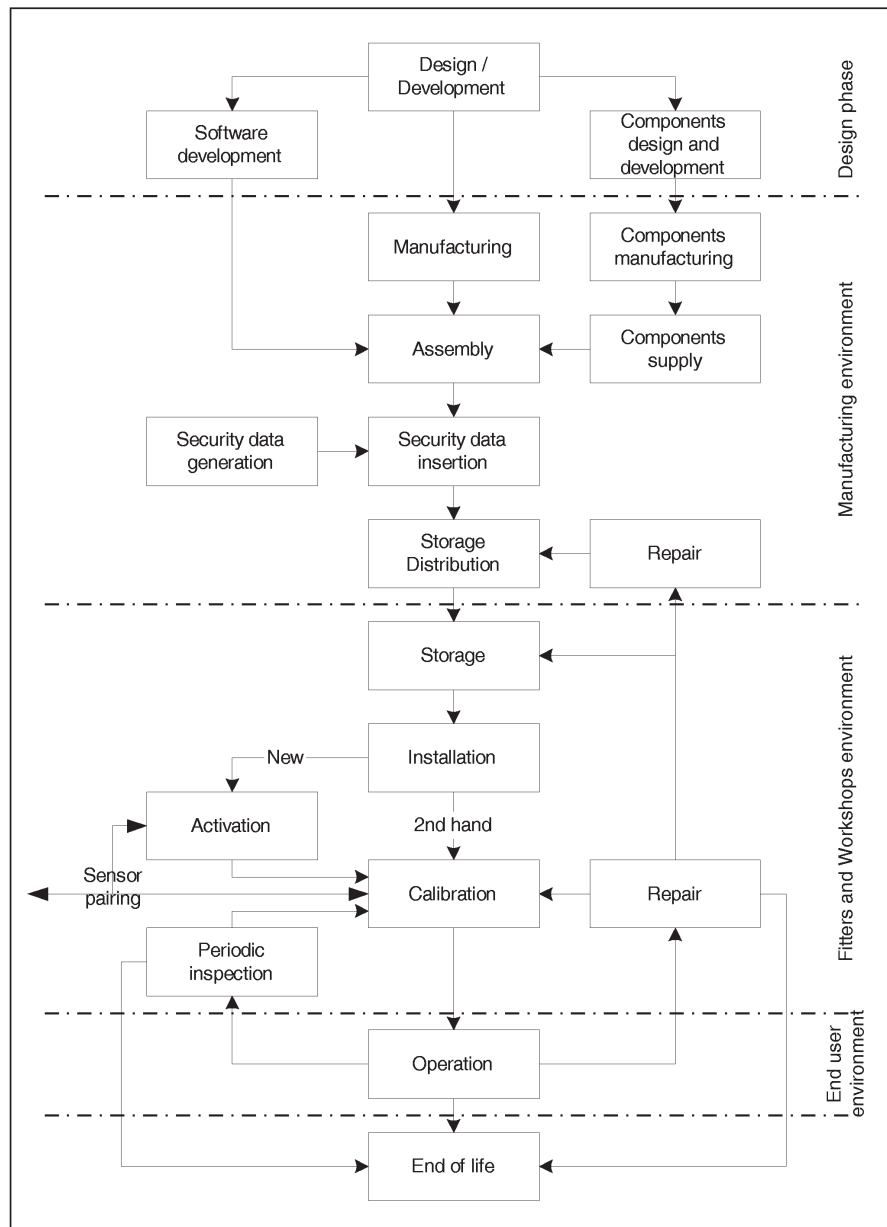 Design /
Development
Software
development
Components
design and
development
Design phase
Manufacturing
Components
manufacturing
Assembly
Components
supply
Security data
generation
Security data
insertion
Storage
Distribution
Repair
Manufacturing environment
Storage
Installation
New
Activation
2nd hand
Sensor
pairing
Calibration
Repair
Periodic
inspection
Fitters and Workshops environment
Operation
End user
environment
End of life